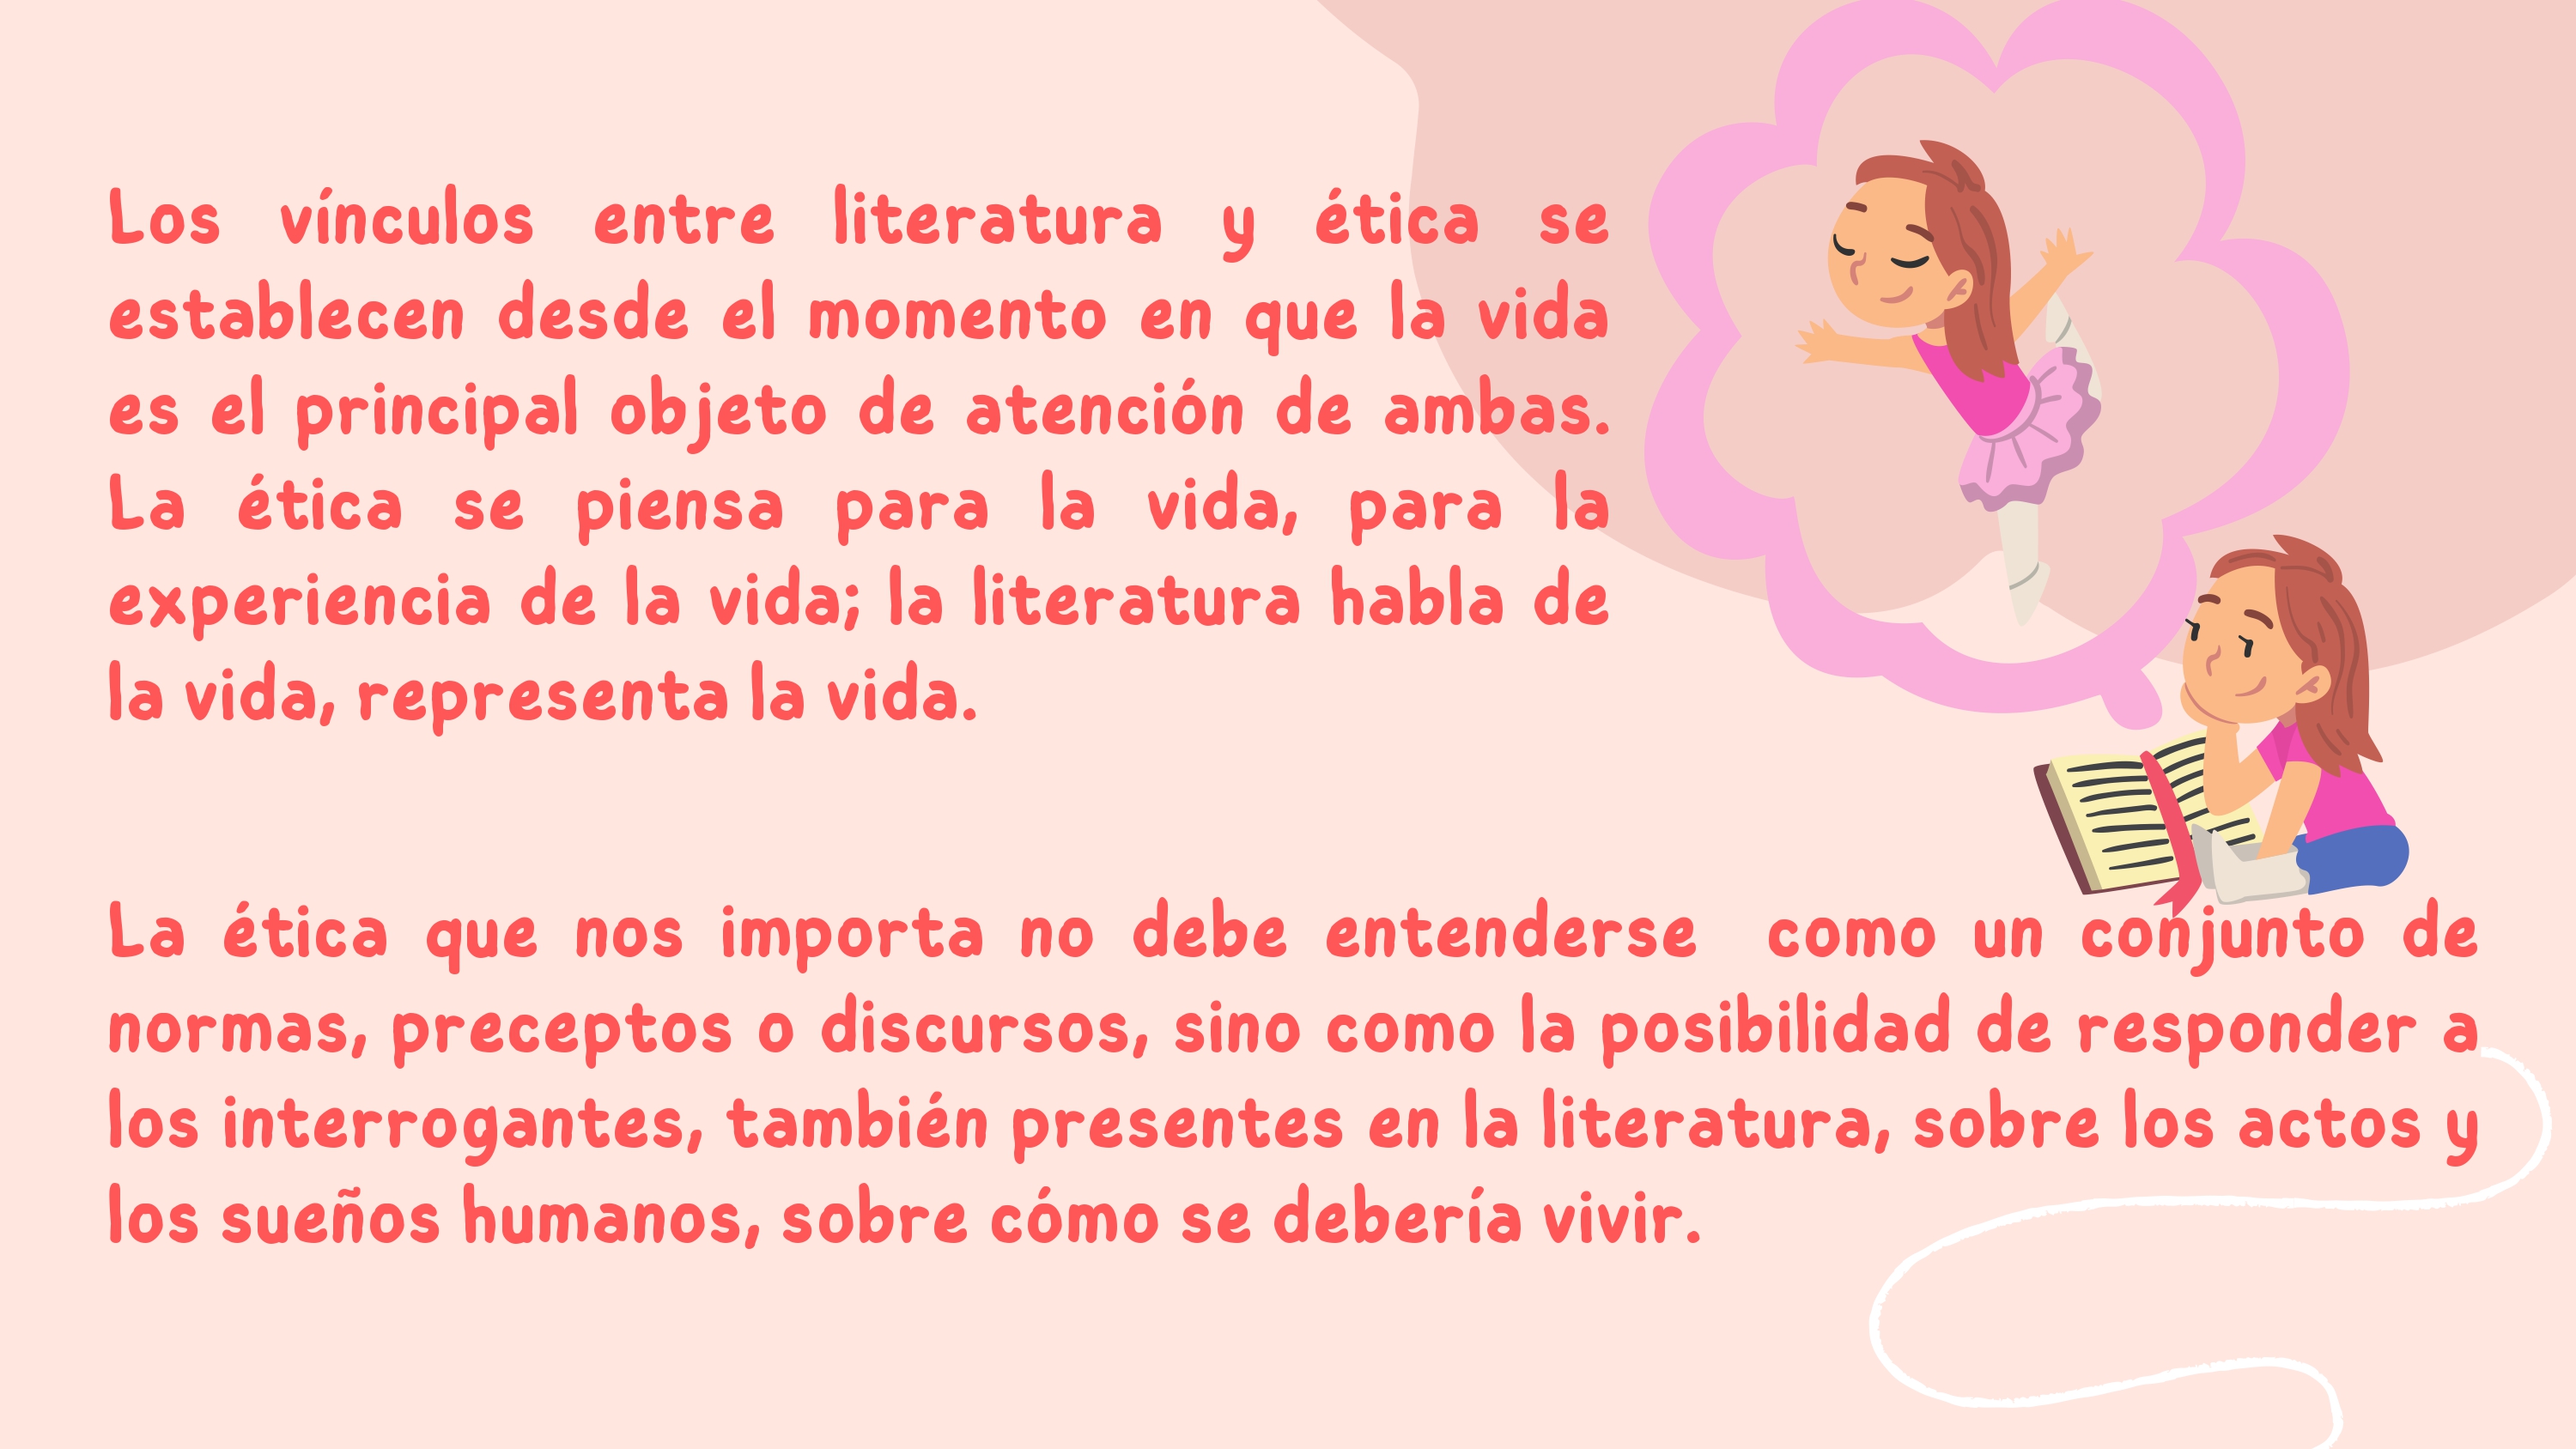 Los vínculos entre literatura y ética se
establecen desde el momento en que la vida
es el principal objeto de atención de ambas.
La ética se piensa para la vida, para la
experiencia de la vida; la literatura habla de
la vida, representa la vida.
La ética que nos importa no debe entenderse como un conjunto de
normas, preceptos o discursos, sino como la posibilidad de responder a
los interrogantes, también presentes en la literatura, sobre los actos y
los sueños humanos, sobre cómo se debería vivir.